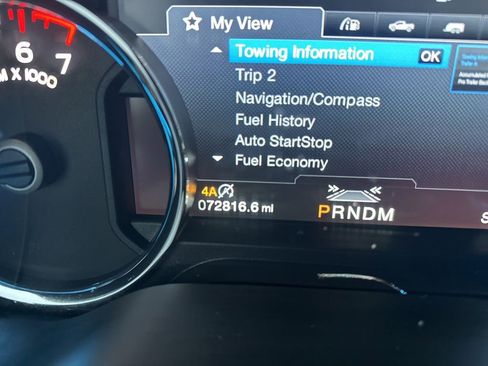 My View
Towing Information OK
Trip 2
Navigation/Compass
Fuel History
Auto StartStop
Fuel Economy
6 7
X 1000
4A
072816.6 mi
PRNDM